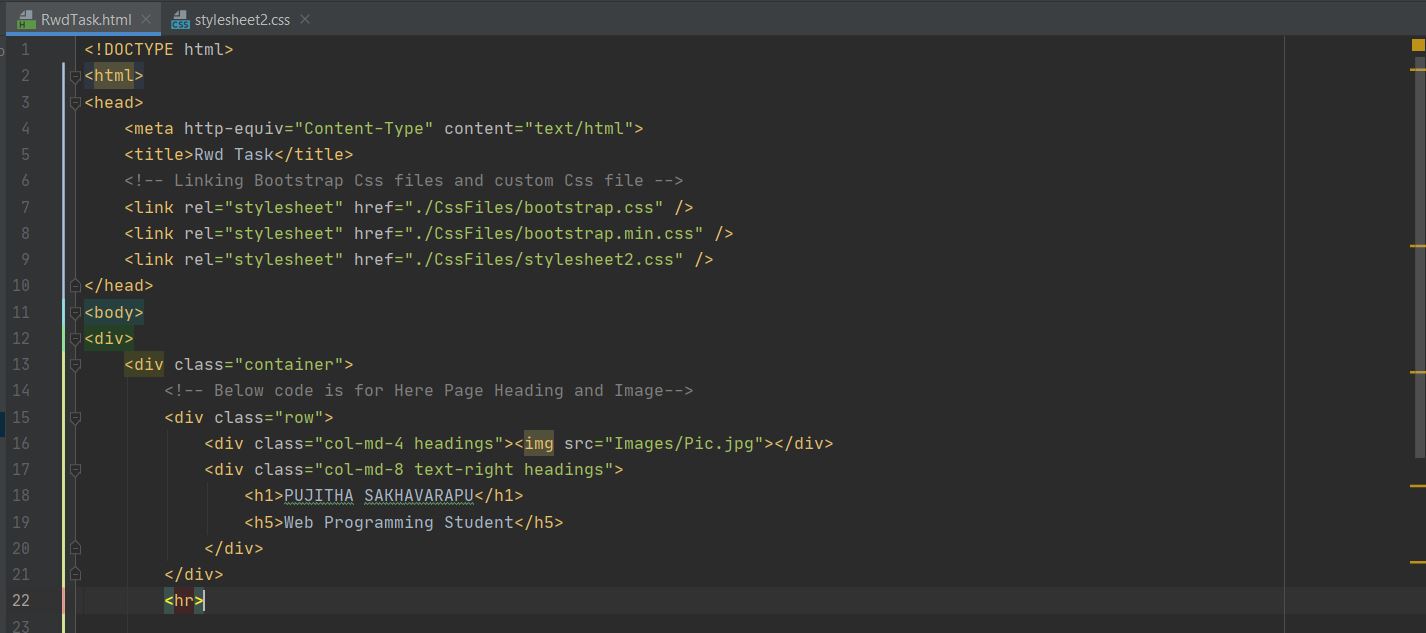 RwdTask.html stylesheet2.css
1 <!DOCTYPE html>
2 <html>
3 <head>
4 <meta http-equiv="Content-Type" content="text/html">
5 <title>Rwd Task</title>
6 <!-- Linking Bootstrap Css files and custom Css file -->
7 <link rel="stylesheet" href="./CssFiles/bootstrap.css" />
8 <link rel="stylesheet" href="./CssFiles/bootstrap.min.css" />
9 <link rel="stylesheet" href="./CssFiles/stylesheet2.css" />
10 </head>
11 <body>
12 <div>
13 <div class="container">
14 <!-- Below code is for Here Page Heading and Image-->
15 <div class="row">
16 <div class="col-md-4 headings"><img src="Images/Pic.jpg"></div>
17 <div class="col-md-8 text-right headings">
18 <h1>PUJITHA SAKHAVARAPU</h1>
19 <h5>Web Programming Student</h5>
20 </div>
21 </div>
22 <hr>
23